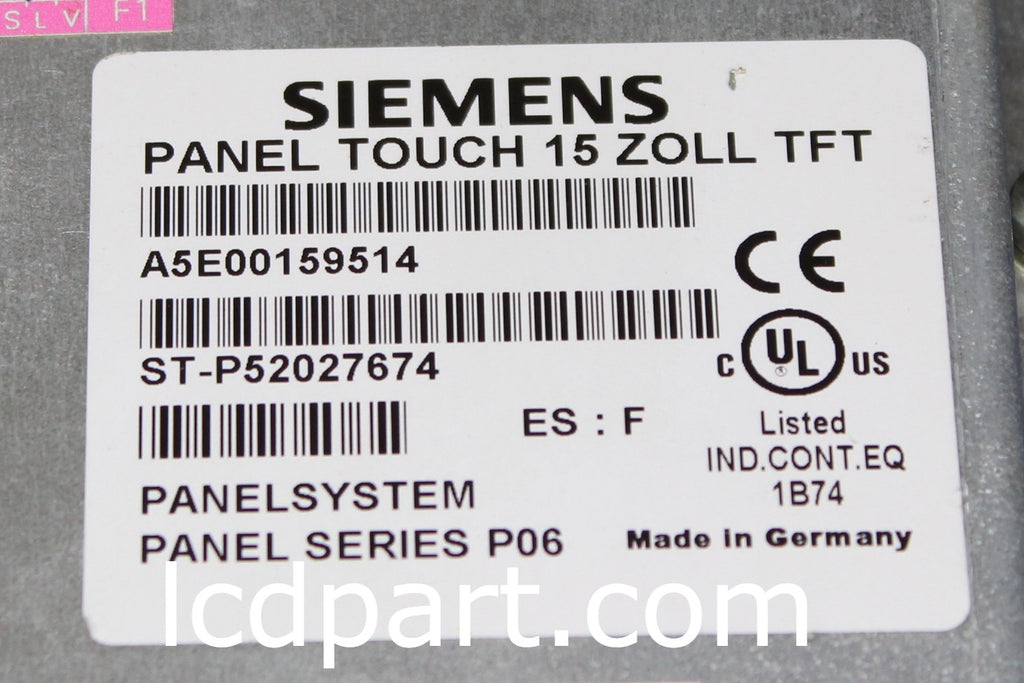 SLV F1
SIEMENS
PANEL TOUCH 15 ZOLL TFT
A5E00159514
CE
ST-P52027674
C UL US
ES : F
Listed
IND.CONT.EQ
1B74
PANELSYSTEM
PANEL SERIES P06
Made in Germany
lcdpart.com